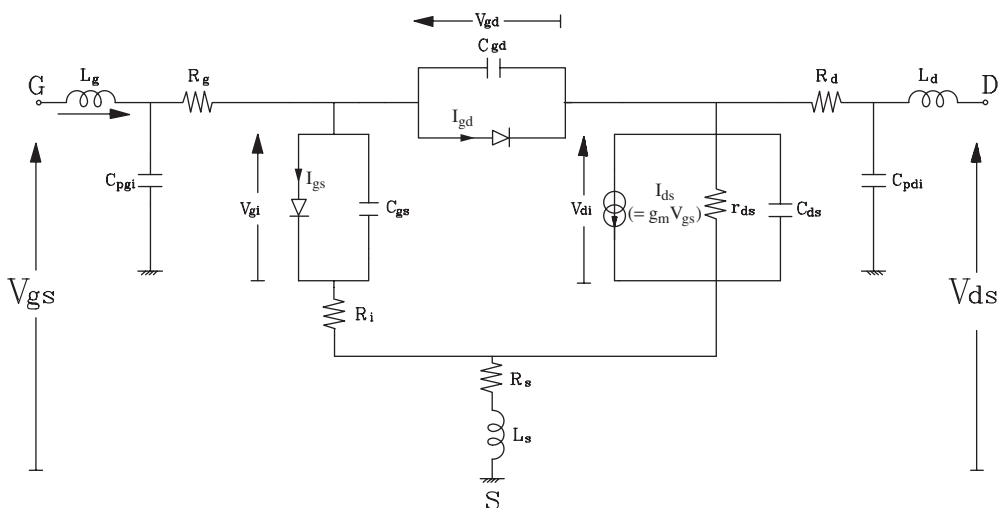 Vgd
Cgd
G
Lg
Rg
Rd
Ld
D
Igd
Cpgi
Vgi
Igs
Cgs
Vdi
Ids
(= gmVgs)
rds
Cds
Cpdi
Vgs
Vds
Ri
Rs
Ls
S